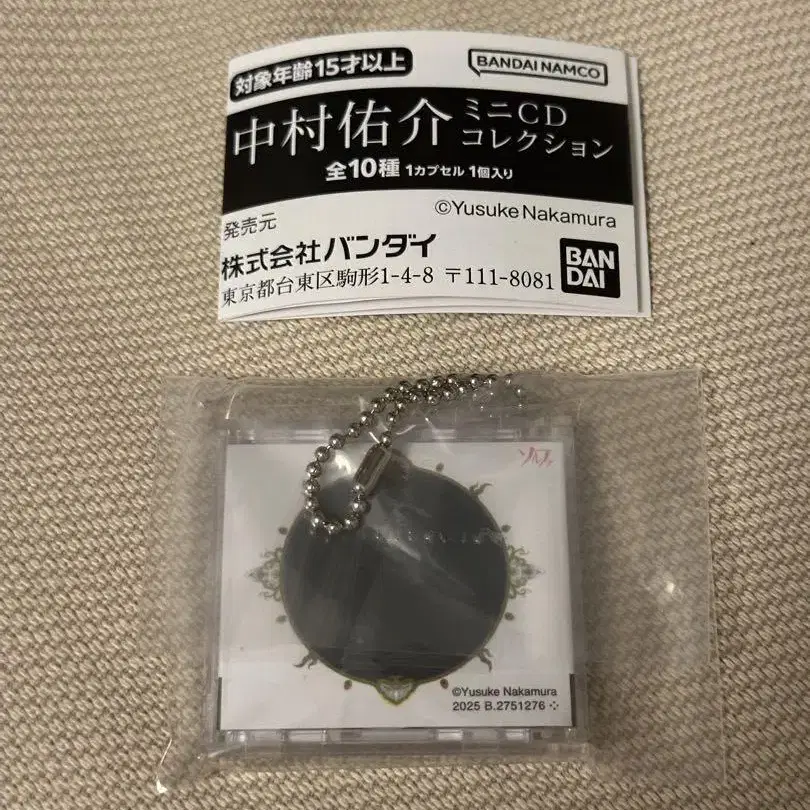 対象年齢15才以上
BANDAI NAMCO
中村佑介 ミニCD
コレクション
全10種 1カプセル 1個入り
©Yusuke Nakamura
発売元
株式会社バンダイ
東京都台東区駒形1-4-8 〒111-8081
BAN
DAI
ソルファ
©Yusuke Nakamura
2025 B.2751276